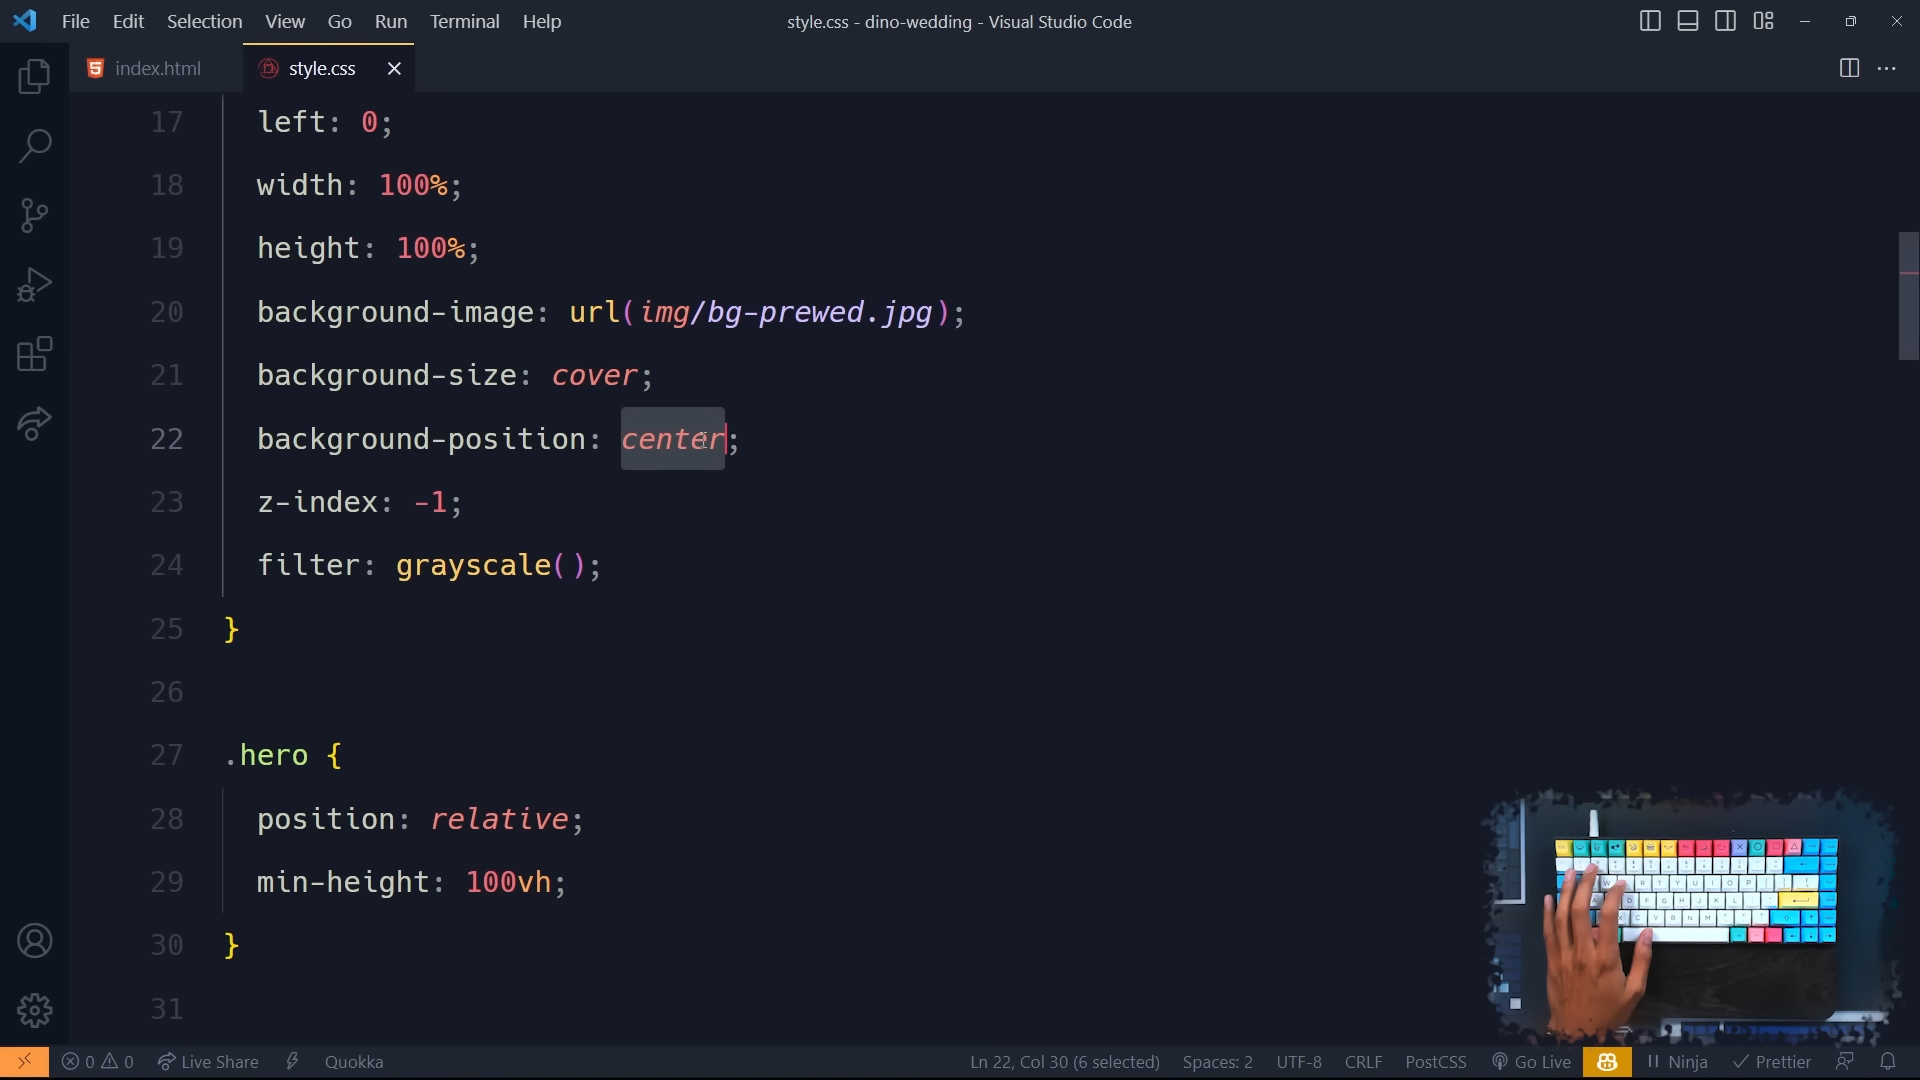 File Edit Selection View Go Run Terminal Help
style.css - dino-wedding - Visual Studio Code
index.html
style.css
17 left: 0;
18 width: 100%;
19 height: 100%;
20 background-image: url(img/bg-prewed.jpg);
21 background-size: cover;
22 background-position: center;
23 z-index: -1;
24 filter: grayscale();
25 }
26
27 .hero {
28 position: relative;
29 min-height: 100vh;
30 }
31
0 0 Live Share Quokka Ln 22, Col 30 (6 selected) Spaces: 2 UTF-8 CRLF PostCSS Go Live Ninja Prettier